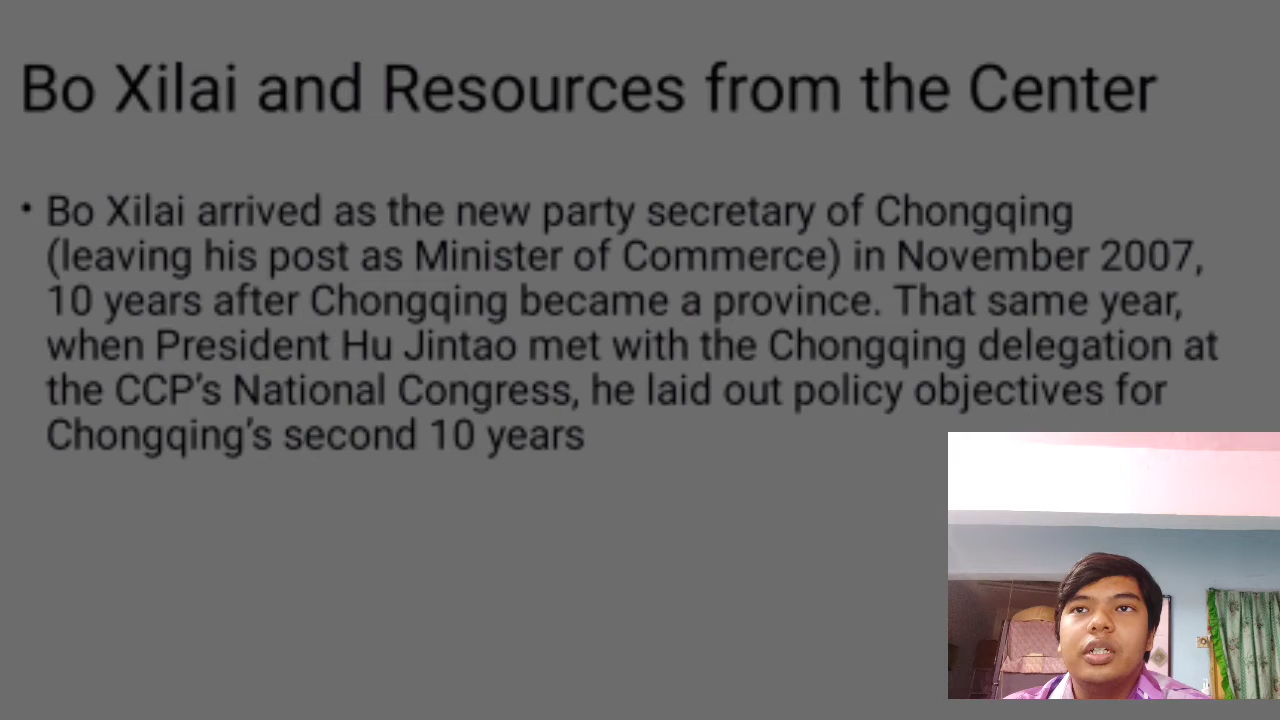 Bo Xilai and Resources from the Center
• Bo Xilai arrived as the new party secretary of Chongqing
(leaving his post as Minister of Commerce) in November 2007,
10 years after Chongqing became a province. That same year,
when President Hu Jintao met with the Chongqing delegation at
the CCP’s National Congress, he laid out policy objectives for
Chongqing’s second 10 years